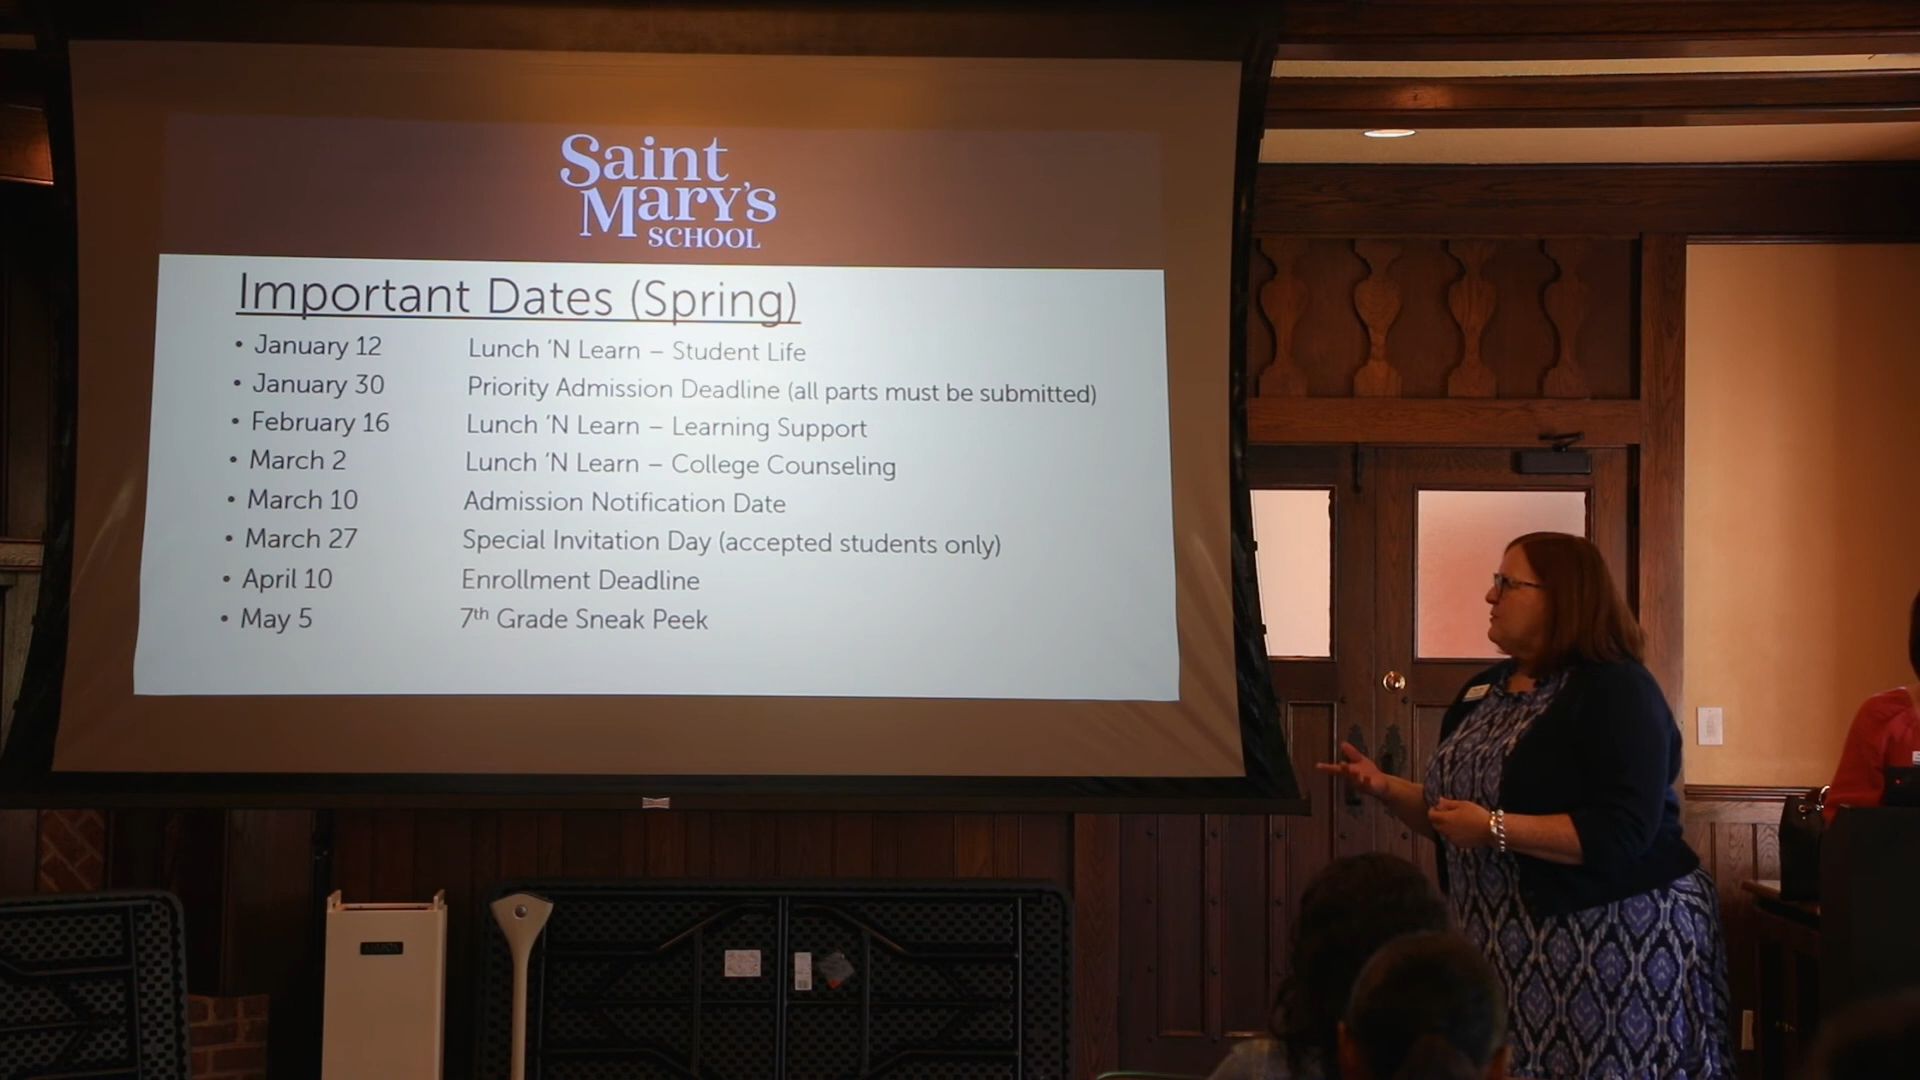 Saint
Mary's
SCHOOL
Important Dates (Spring)
• January 12 Lunch ‘N Learn – Student Life
• January 30 Priority Admission Deadline (all parts must be submitted)
• February 16 Lunch ‘N Learn – Learning Support
• March 2 Lunch ‘N Learn – College Counseling
• March 10 Admission Notification Date
• March 27 Special Invitation Day (accepted students only)
• April 10 Enrollment Deadline
• May 5 7th Grade Sneak Peek